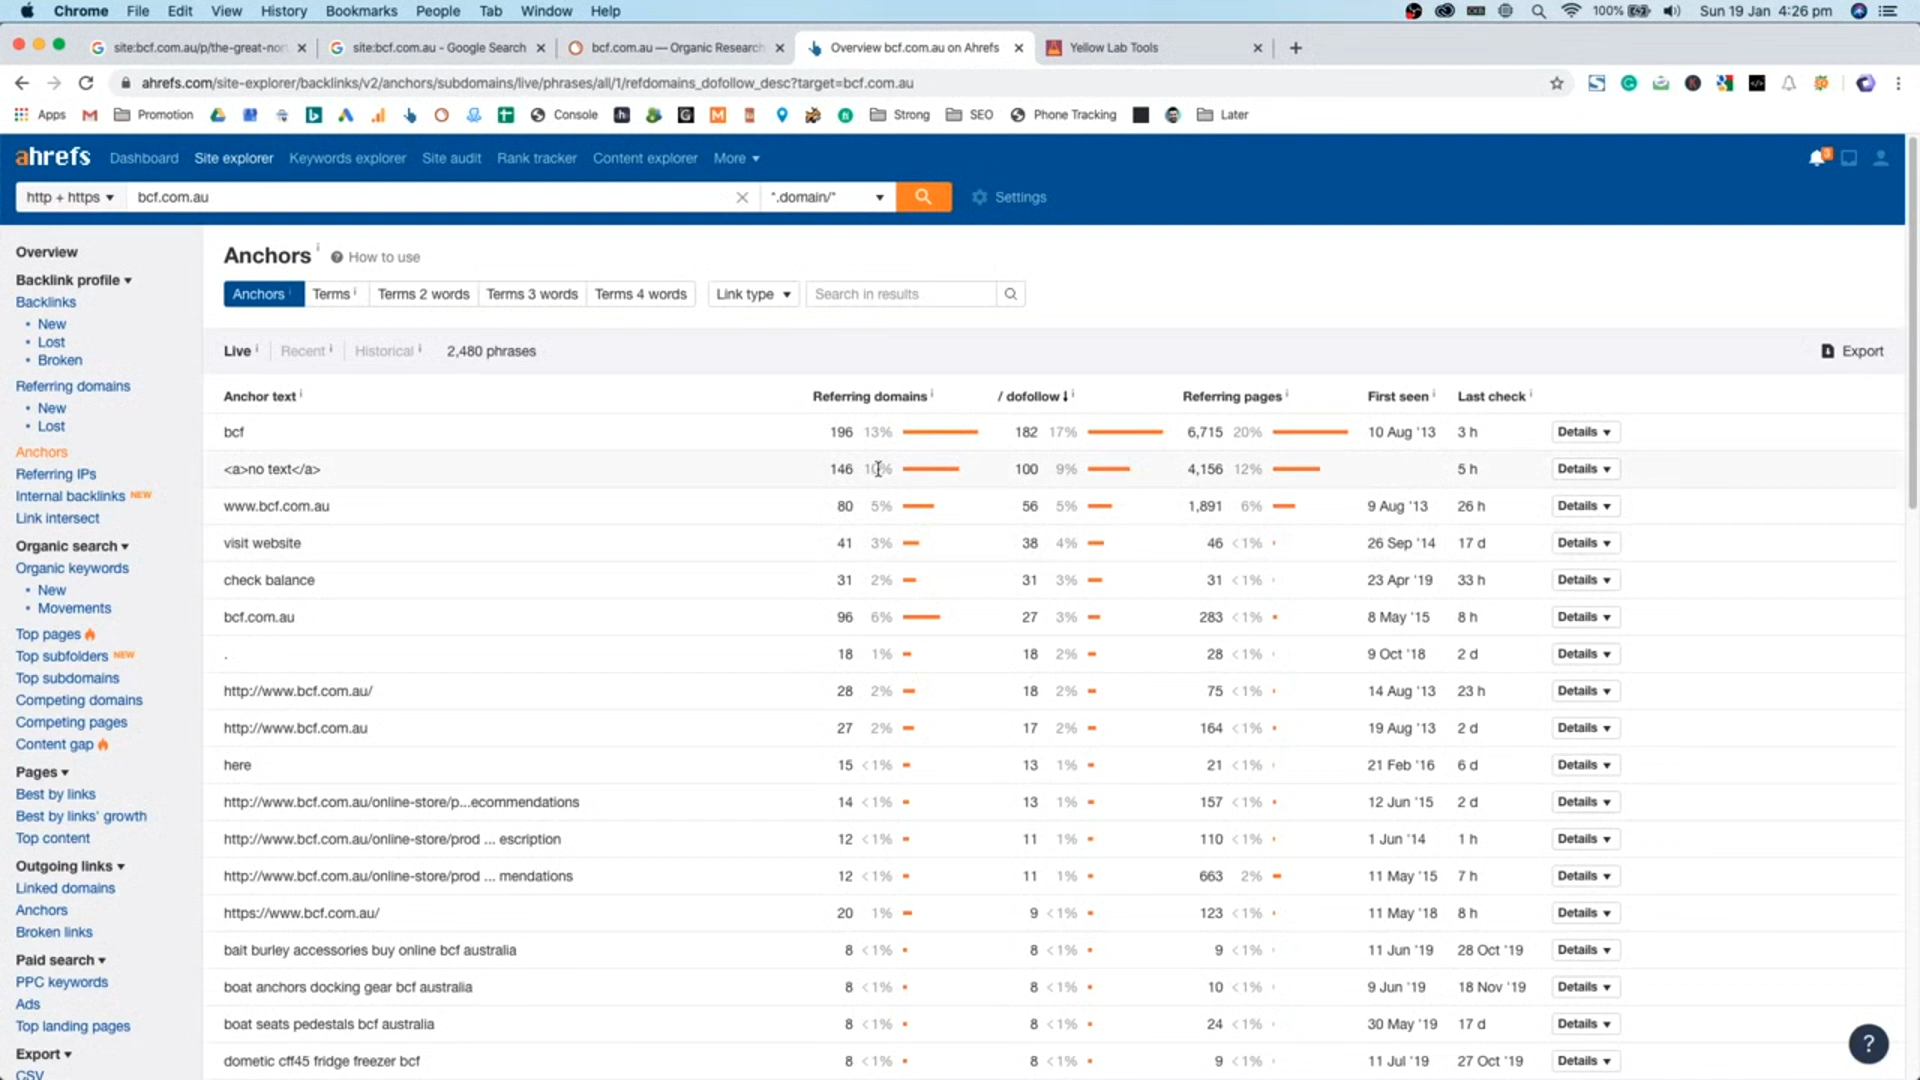 Chrome File Edit View History Bookmarks People Tab Window Help 100% Sun 19 Jan 4:26 pm
site:bcf.com.au/p/the-great-nor site:bcf.com.au - Google Search bcf.com.au — Organic Research Overview bcf.com.au on Ahrefs Yellow Lab Tools
ahrefs.com/site-explorer/backlinks/v2/anchors/subdomains/live/phrases/all/1/refdomains_dofollow_desc?target=bcf.com.au
Apps Promotion Console Strong SEO Phone Tracking Later
ahrefs Dashboard Site explorer Keywords explorer Site audit Rank tracker Content explorer More
http + https bcf.com.au *.domain/* Settings
Overview
Backlink profile
Backlinks
New
Lost
Broken
Referring domains
New
Lost
Anchors
Referring IPs
Internal backlinks NEW
Link intersect
Organic search
Organic keywords
New
Movements
Top pages
Top subfolders NEW
Top subdomains
Competing domains
Competing pages
Content gap
Pages
Best by links
Best by links' growth
Top content
Outgoing links
Linked domains
Anchors
Broken links
Paid search
PPC keywords
Ads
Top landing pages
Export
CSV
Anchors i ? How to use
Anchors i Terms i Terms 2 words Terms 3 words Terms 4 words Link type Search in results
Live i Recent i Historical i 2,480 phrases Export
Anchor text i Referring domains i / dofollow i Referring pages i First seen i Last check i
bcf 196 13% 182 17% 6,715 20% 10 Aug '13 3 h Details
<a>no text</a> 146 100 9% 4,156 12% 5 h Details
www.bcf.com.au 80 5% 56 5% 1,891 6% 9 Aug '13 26 h Details
visit website 41 3% 38 4% 46 <1% 26 Sep '14 17 d Details
check balance 31 2% 31 3% 31 <1% 23 Apr '19 33 h Details
bcf.com.au 96 6% 27 3% 283 <1% 8 May '15 8 h Details
. 18 1% 18 2% 28 <1% 9 Oct '18 2 d Details
http://www.bcf.com.au/ 28 2% 18 2% 75 <1% 14 Aug '13 23 h Details
http://www.bcf.com.au 27 2% 17 2% 164 <1% 19 Aug '13 2 d Details
here 15 <1% 13 1% 21 <1% 21 Feb '16 6 d Details
http://www.bcf.com.au/online-store/p...ecommendations 14 <1% 13 1% 157 <1% 12 Jun '15 2 d Details
http://www.bcf.com.au/online-store/prod ... escription 12 <1% 11 1% 110 <1% 1 Jun '14 1 h Details
http://www.bcf.com.au/online-store/prod ... mendations 12 <1% 11 1% 663 2% 11 May '15 7 h Details
https://www.bcf.com.au/ 20 1% 9 <1% 123 <1% 11 May '18 8 h Details
bait burley accessories buy online bcf australia 8 <1% 8 <1% 9 <1% 11 Jun '19 28 Oct '19 Details
boat anchors docking gear bcf australia 8 <1% 8 <1% 10 <1% 9 Jun '19 18 Nov '19 Details
boat seats pedestals bcf australia 8 <1% 8 <1% 24 <1% 30 May '19 17 d Details
dometic cff45 fridge freezer bcf 8 <1% 8 <1% 9 <1% 11 Jul '19 27 Oct '19 Details
?